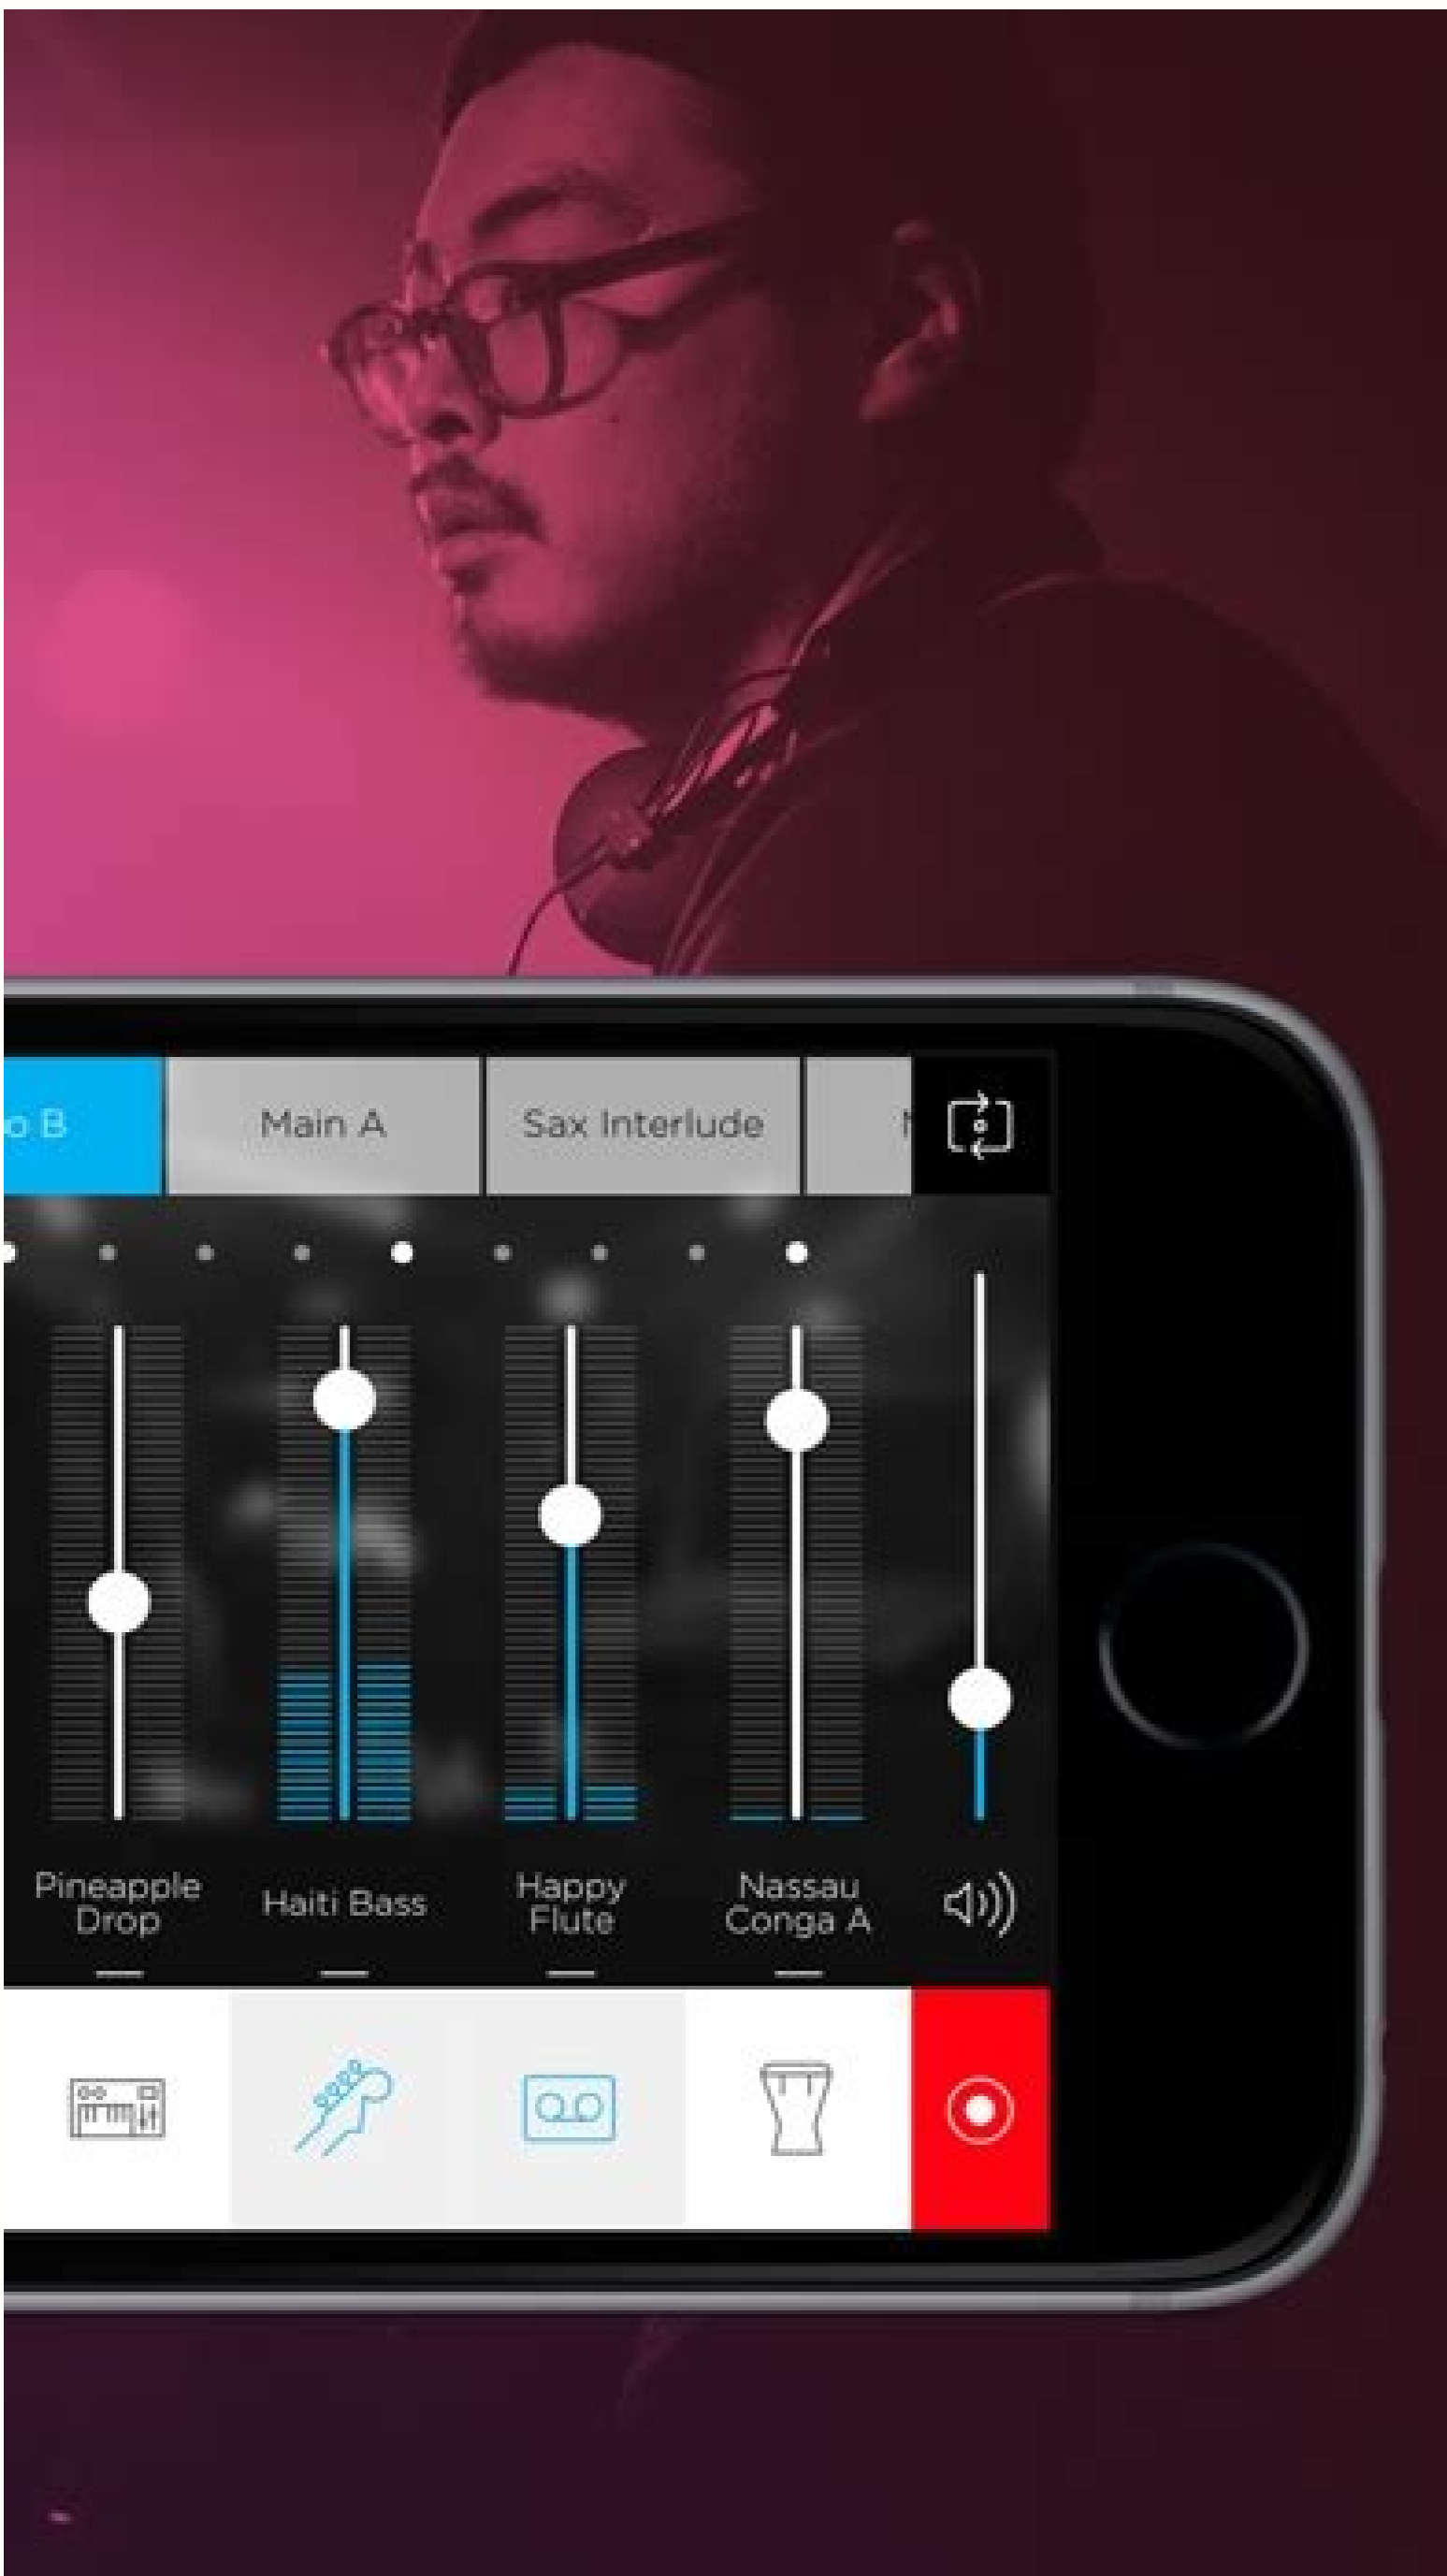 o B
Main A
Sax Interlude
Pineapple
Drop
Haiti Bass
Happy
Flute
Nassau
Conga A